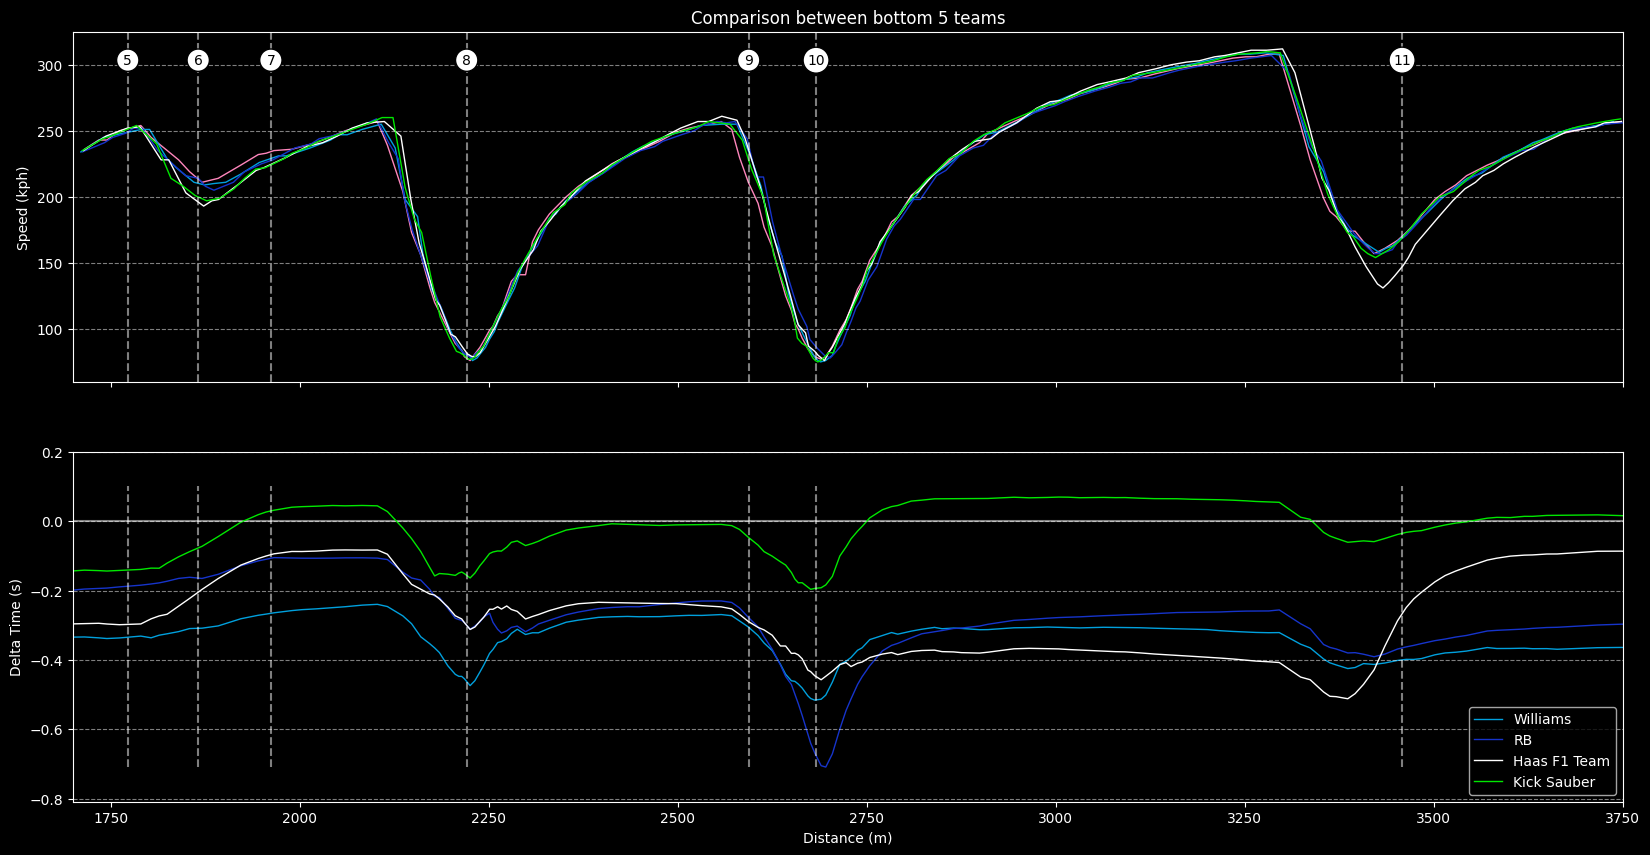 Comparison between bottom 5 teams
5 6 7 8 9 10 11
Speed (kph)
300
250
200
150
100
Delta Time (s)
0.2
0.0
−0.2
−0.4
−0.6
−0.8
Williams
RB
Haas F1 Team
Kick Sauber
1750 2000 2250 2500 2750 3000 3250 3500 3750
Distance (m)